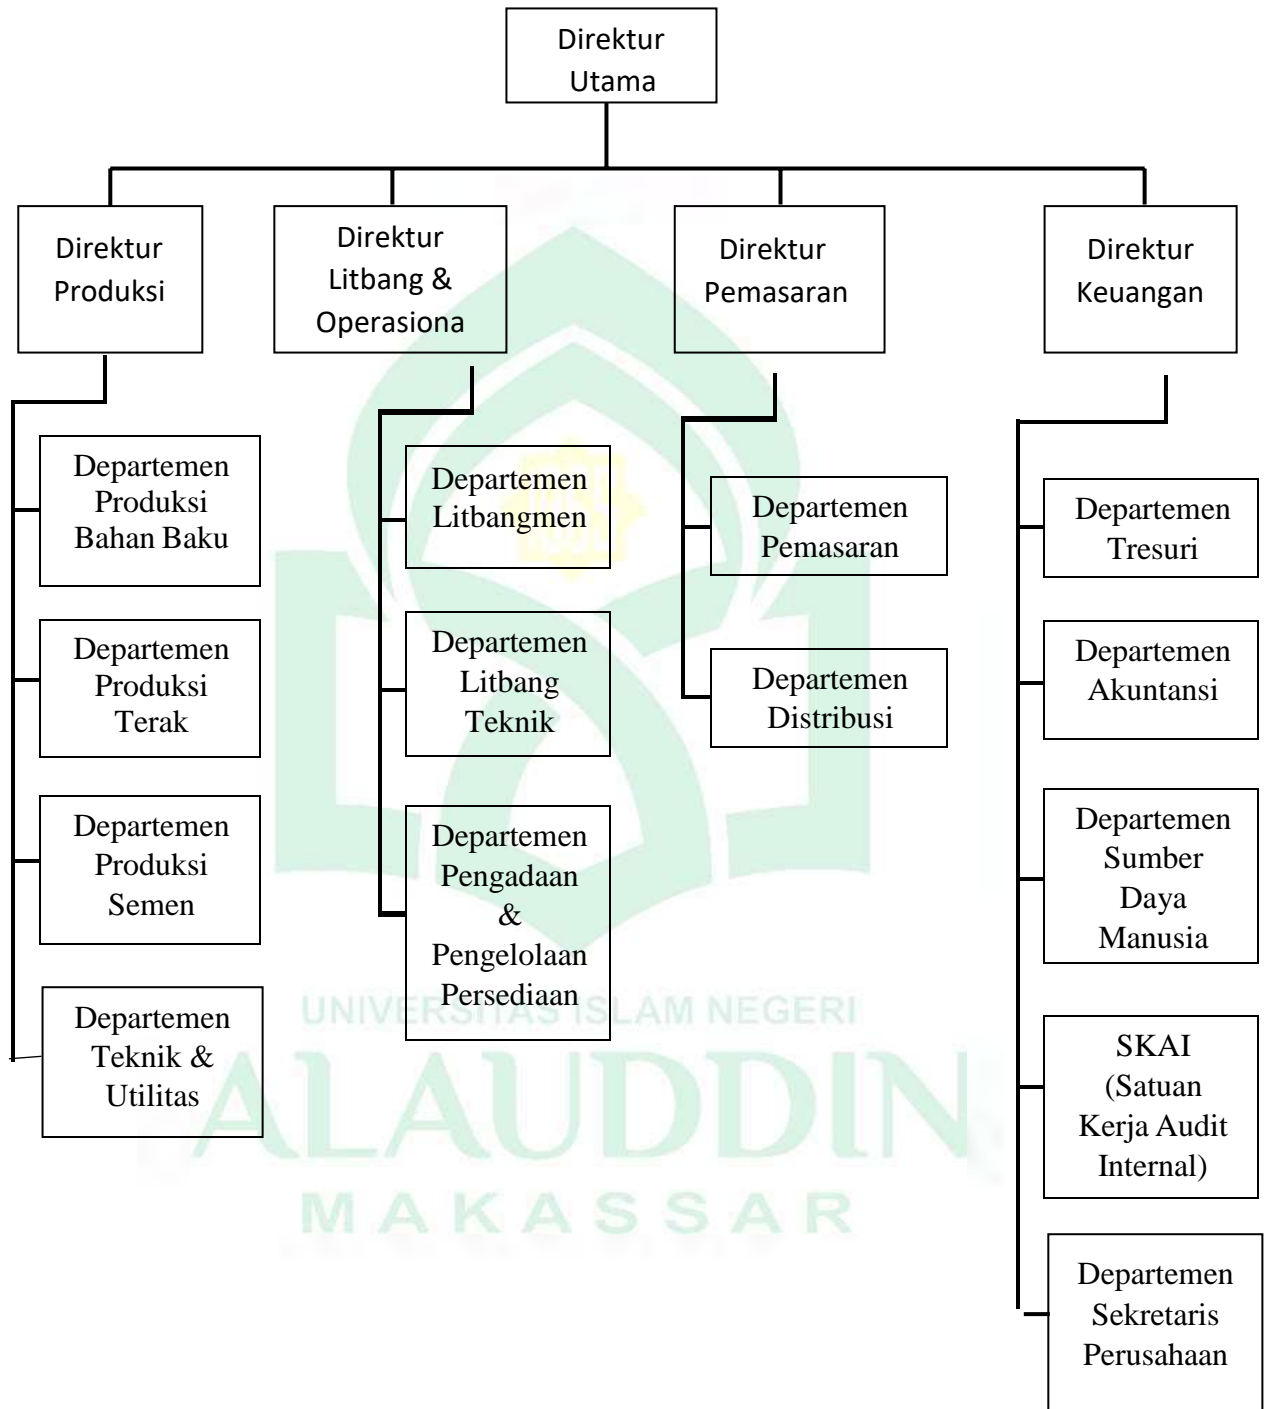 Direktur
Utama
Direktur
Produksi
Direktur
Litbang &
Operasiona
Direktur
Pemasaran
Direktur
Keuangan
Departemen
Produksi
Bahan Baku
Departemen
Produksi
Terak
Departemen
Produksi
Semen
Departemen
Teknik &
Utilitas
Departemen
Litbangmen
Departemen
Litbang
Teknik
Departemen
Pengadaan
&
Pengelolaan
Persediaan
Departemen
Pemasaran
Departemen
Distribusi
Departemen
Tresuri
Departemen
Akuntansi
Departemen
Sumber
Daya
Manusia
SKAI
(Satuan
Kerja Audit
Internal)
Departemen
Sekretaris
Perusahaan
UNIVERSITAS ISLAM NEGERI
ALAUDDIN
MAKASSAR